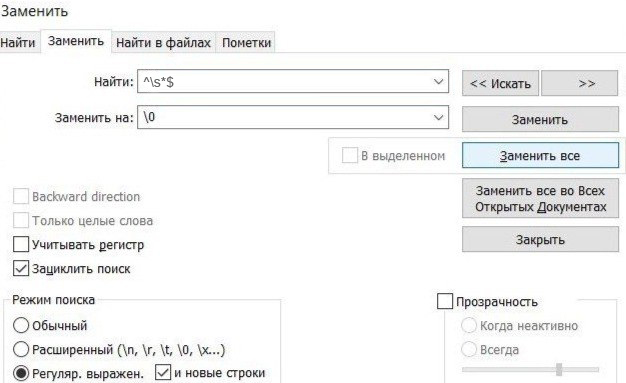 Заменить
Найти Заменить Найти в файлах Пометки
Найти: ^\s*$ << Искать >>
Заменить на: \0 Заменить
В выделенном Заменить все
Backward direction Заменить все во Всех
Только целые слова Открытых Документах
Учитывать регистр Закрыть
Зациклить поиск
Режим поиска Прозрачность
Обычный Когда неактивно
Расширенный (\n, \r, \t, \0, \x...) Всегда
Регуляр. выражен. и новые строки